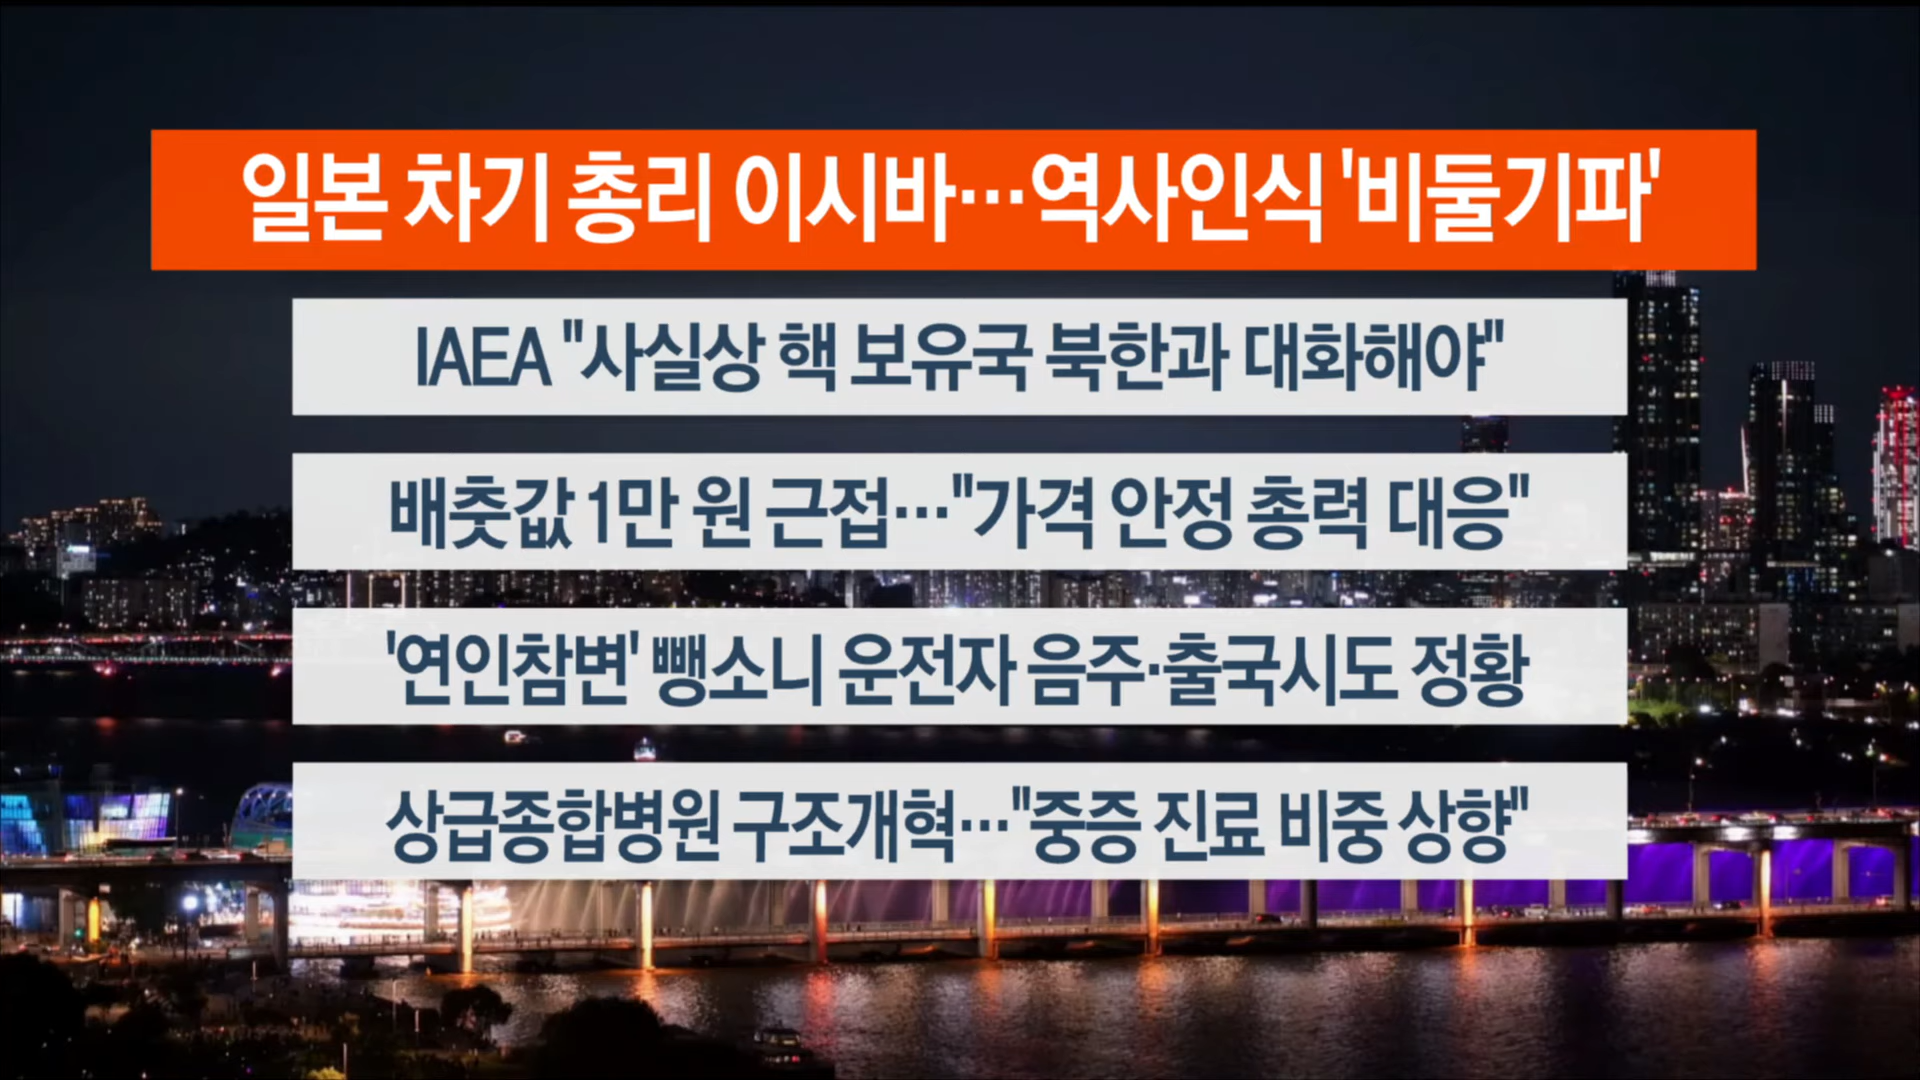 일본 차기 총리 이시바…역사인식 '비둘기파'
IAEA "사실상 핵 보유국 북한과 대화해야"
배춧값 1만 원 근접…"가격 안정 총력 대응"
'연인참변' 뺑소니 운전자 음주·출국시도 정황
상급종합병원 구조개혁…"중증 진료 비중 상향"